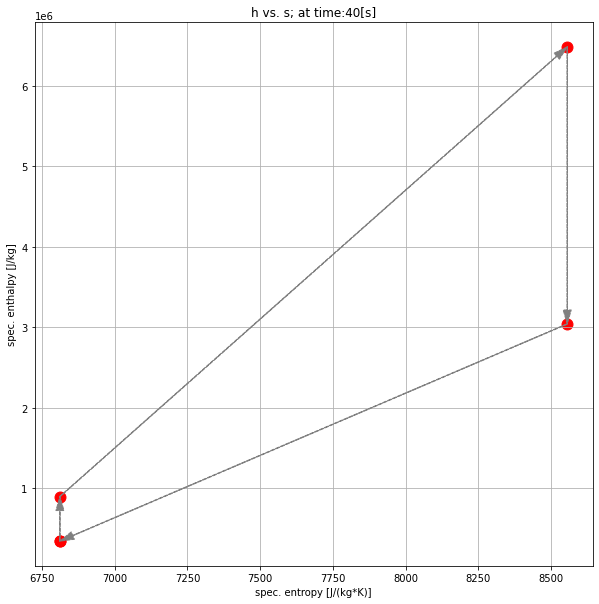 h vs. s; at time:40[s]
1e6
6
5
4
3
2
1
spec. enthalpy [J/kg]
6750 7000 7250 7500 7750 8000 8250 8500
spec. entropy [J/(kg*K)]